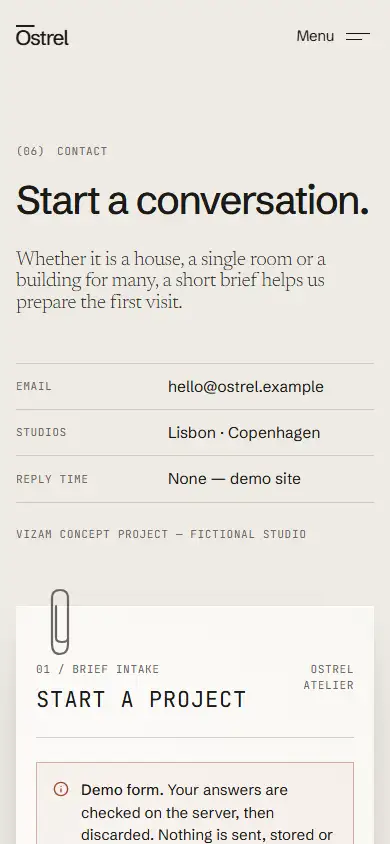 Ostrel
Menu
(06) CONTACT
Start a conversation.
Whether it is a house, a single room or a
building for many, a short brief helps us
prepare the first visit.
EMAIL hello@ostrel.example
STUDIOS Lisbon · Copenhagen
REPLY TIME None — demo site
VIZAM CONCEPT PROJECT — FICTIONAL STUDIO
01 / BRIEF INTAKE
START A PROJECT
OSTREL
ATELIER
Demo form. Your answers are
checked on the server, then
discarded. Nothing is sent, stored or